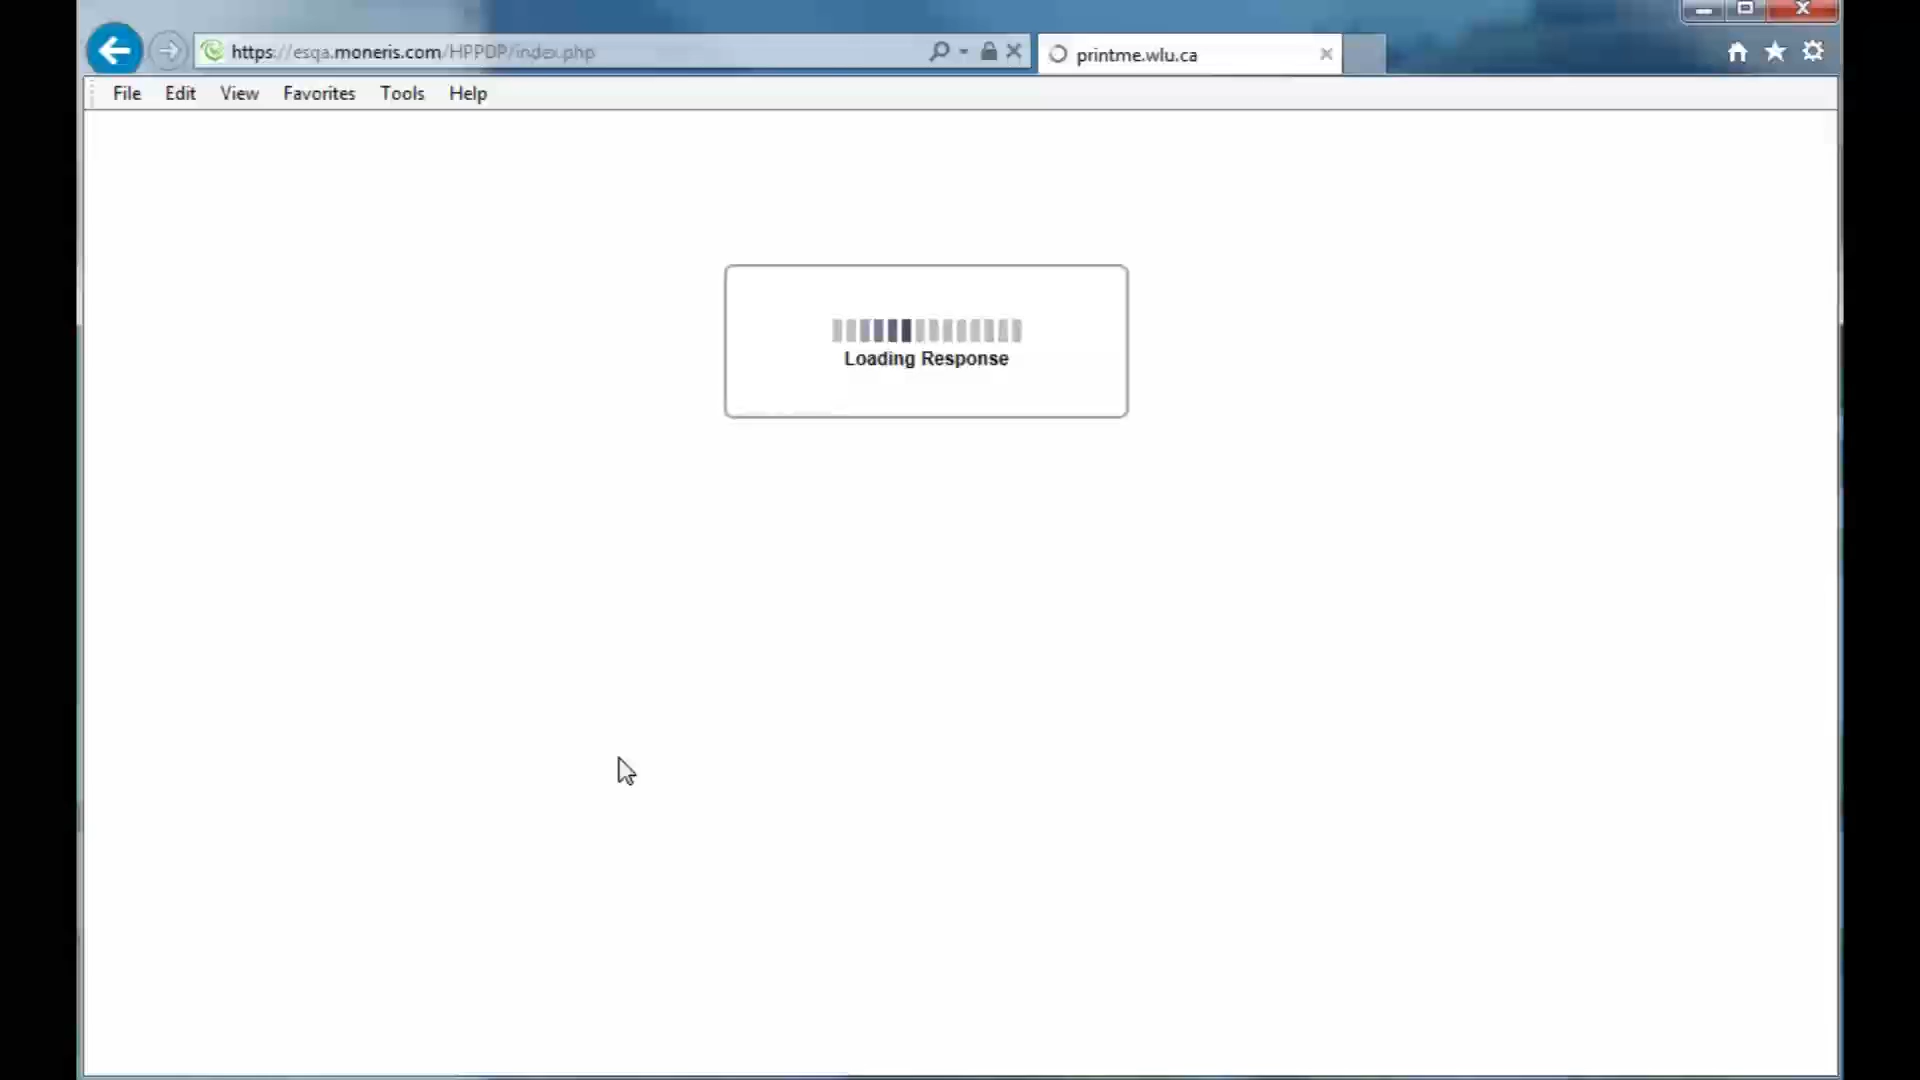 https://esqa.moneris.com/HPPDP/index.php
printme.wlu.ca
File Edit View Favorites Tools Help
Loading Response